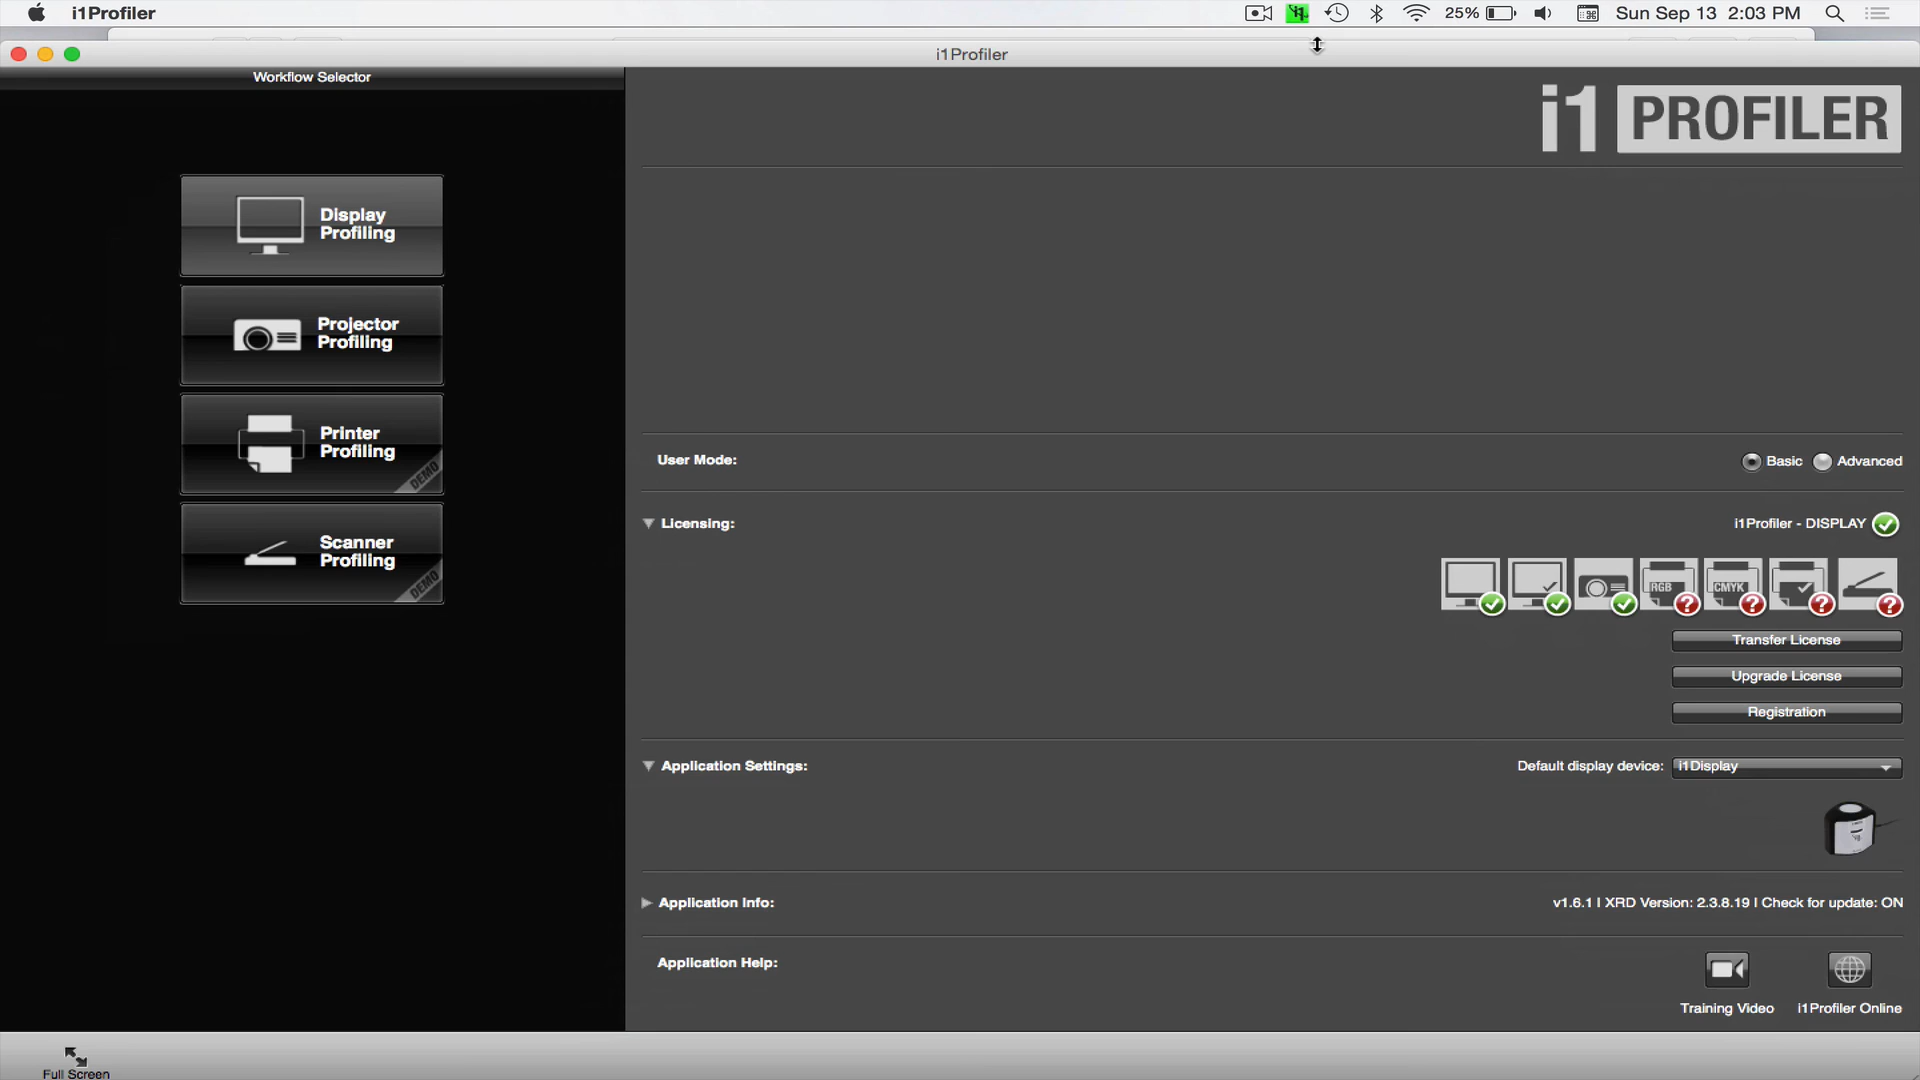 i1Profiler
25%
Sun Sep 13 2:03 PM
i1Profiler
Workflow Selector
i1 PROFILER
Display
Profiling
Projector
Profiling
Printer
Profiling
DEMO
Scanner
Profiling
DEMO
User Mode:
Basic
Advanced
Licensing:
i1Profiler - DISPLAY
RGB
CMYK
Transfer License
Upgrade License
Registration
Application Settings:
Default display device:
i1Display
Application Info:
v1.6.1 | XRD Version: 2.3.8.19 | Check for update: ON
Application Help:
Training Video
i1Profiler Online
Full Screen